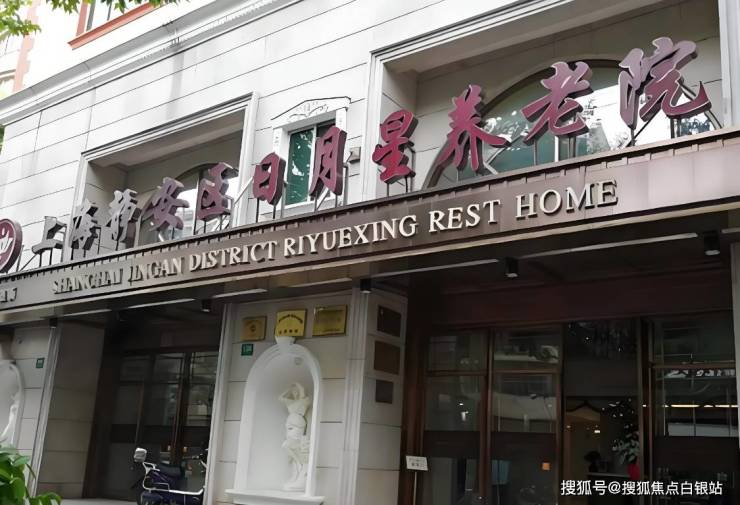 上海静安区日月星养老院
SHANGHAI JINGAN DISTRICT RIYUEXING REST HOME
搜狐号@搜狐焦点白银站